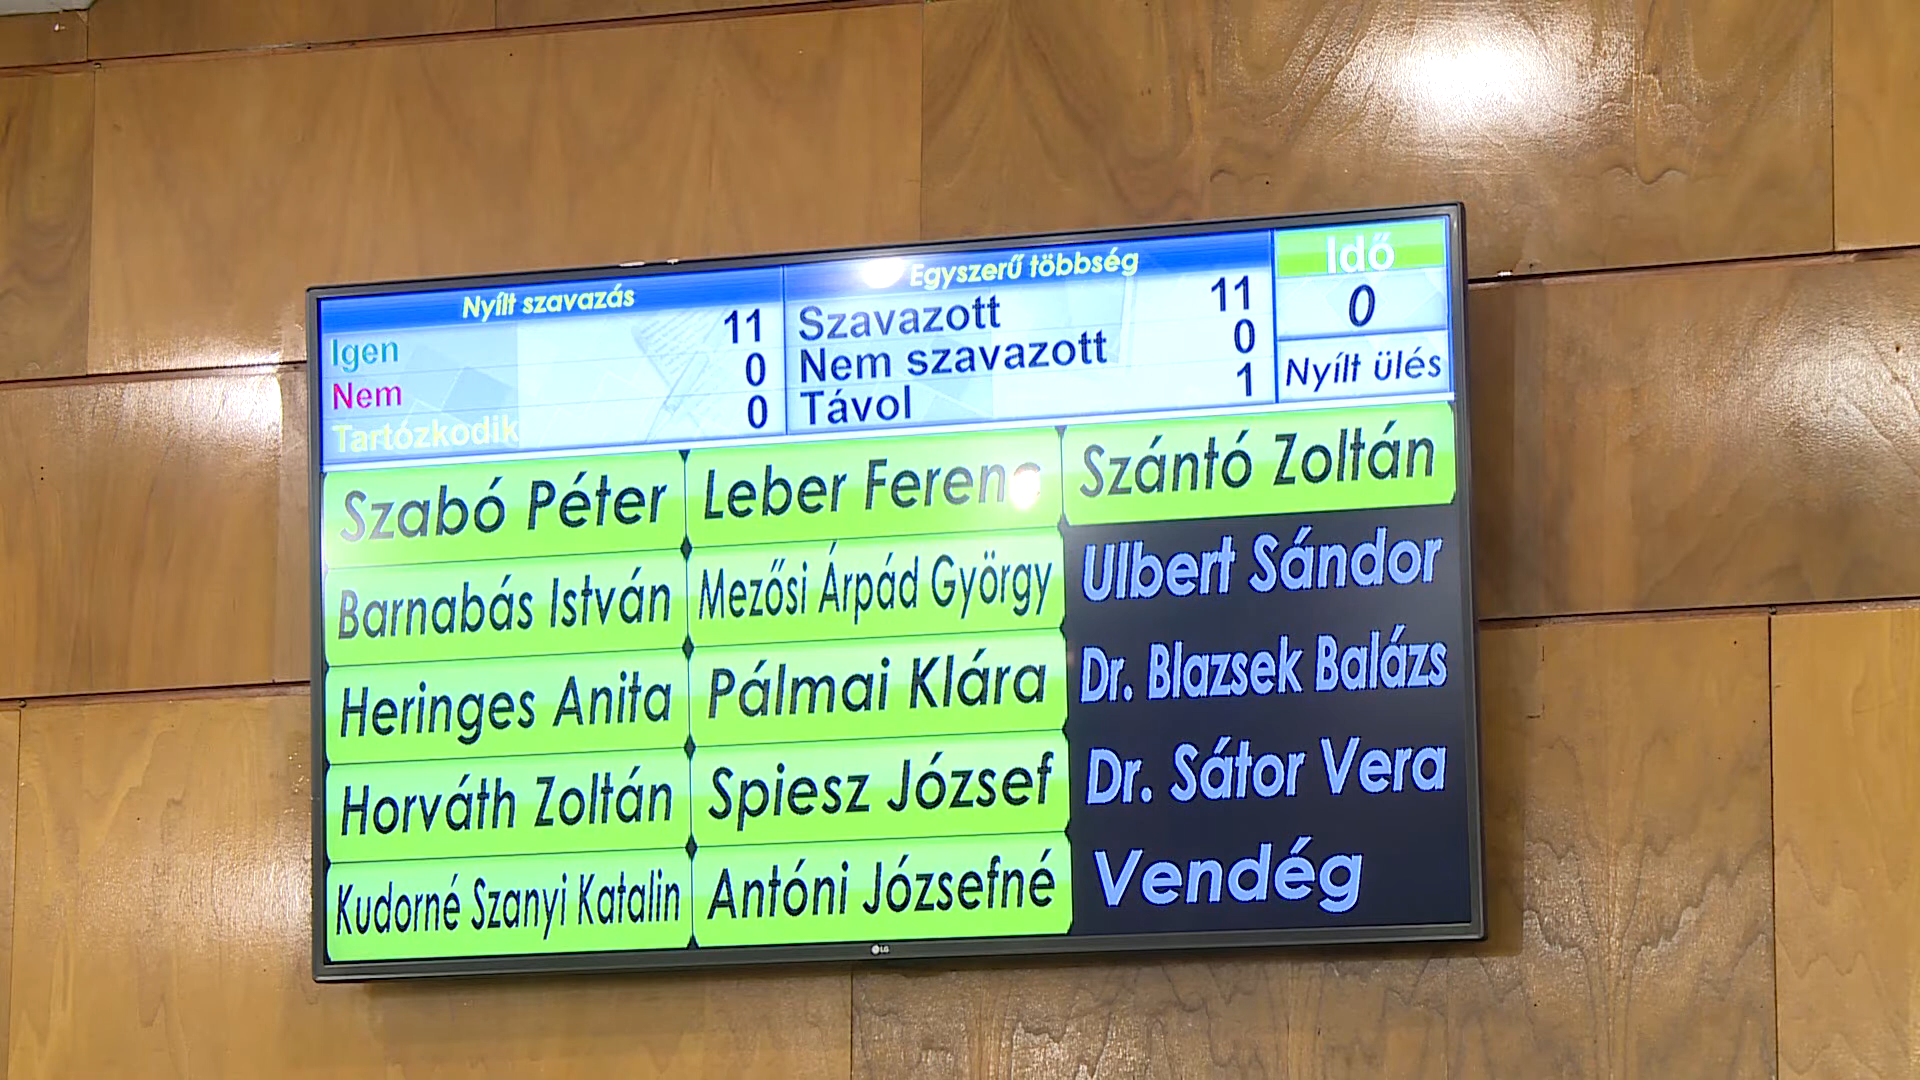 Nyílt szavazás
Igen 11
Nem 0
Tartózkodik 0
Egyszerű többség
Szavazott 11
Nem szavazott 0
Távol 1
Idő
0
Nyílt ülés
Szabó Péter
Barnabás István
Heringes Anita
Horváth Zoltán
Kudorné Szanyi Katalin
Leber Ferenc
Mezősi Árpád György
Pálmai Klára
Spiesz József
Antóni Józsefné
Szántó Zoltán
Ulbert Sándor
Dr. Blazsek Balázs
Dr. Sátor Vera
Vendég
LG